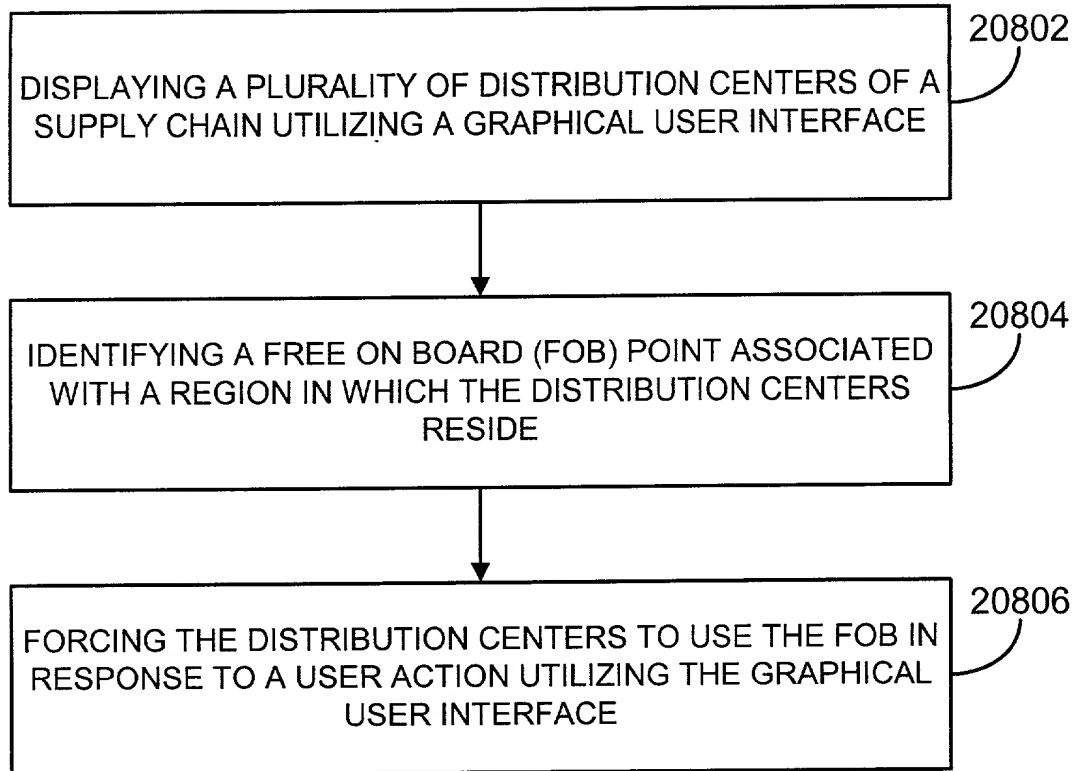 20802
DISPLAYING A PLURALITY OF DISTRIBUTION CENTERS OF A
SUPPLY CHAIN UTILIZING A GRAPHICAL USER INTERFACE
20804
IDENTIFYING A FREE ON BOARD (FOB) POINT ASSOCIATED
WITH A REGION IN WHICH THE DISTRIBUTION CENTERS
RESIDE
20806
FORCING THE DISTRIBUTION CENTERS TO USE THE FOB IN
RESPONSE TO A USER ACTION UTILIZING THE GRAPHICAL
USER INTERFACE